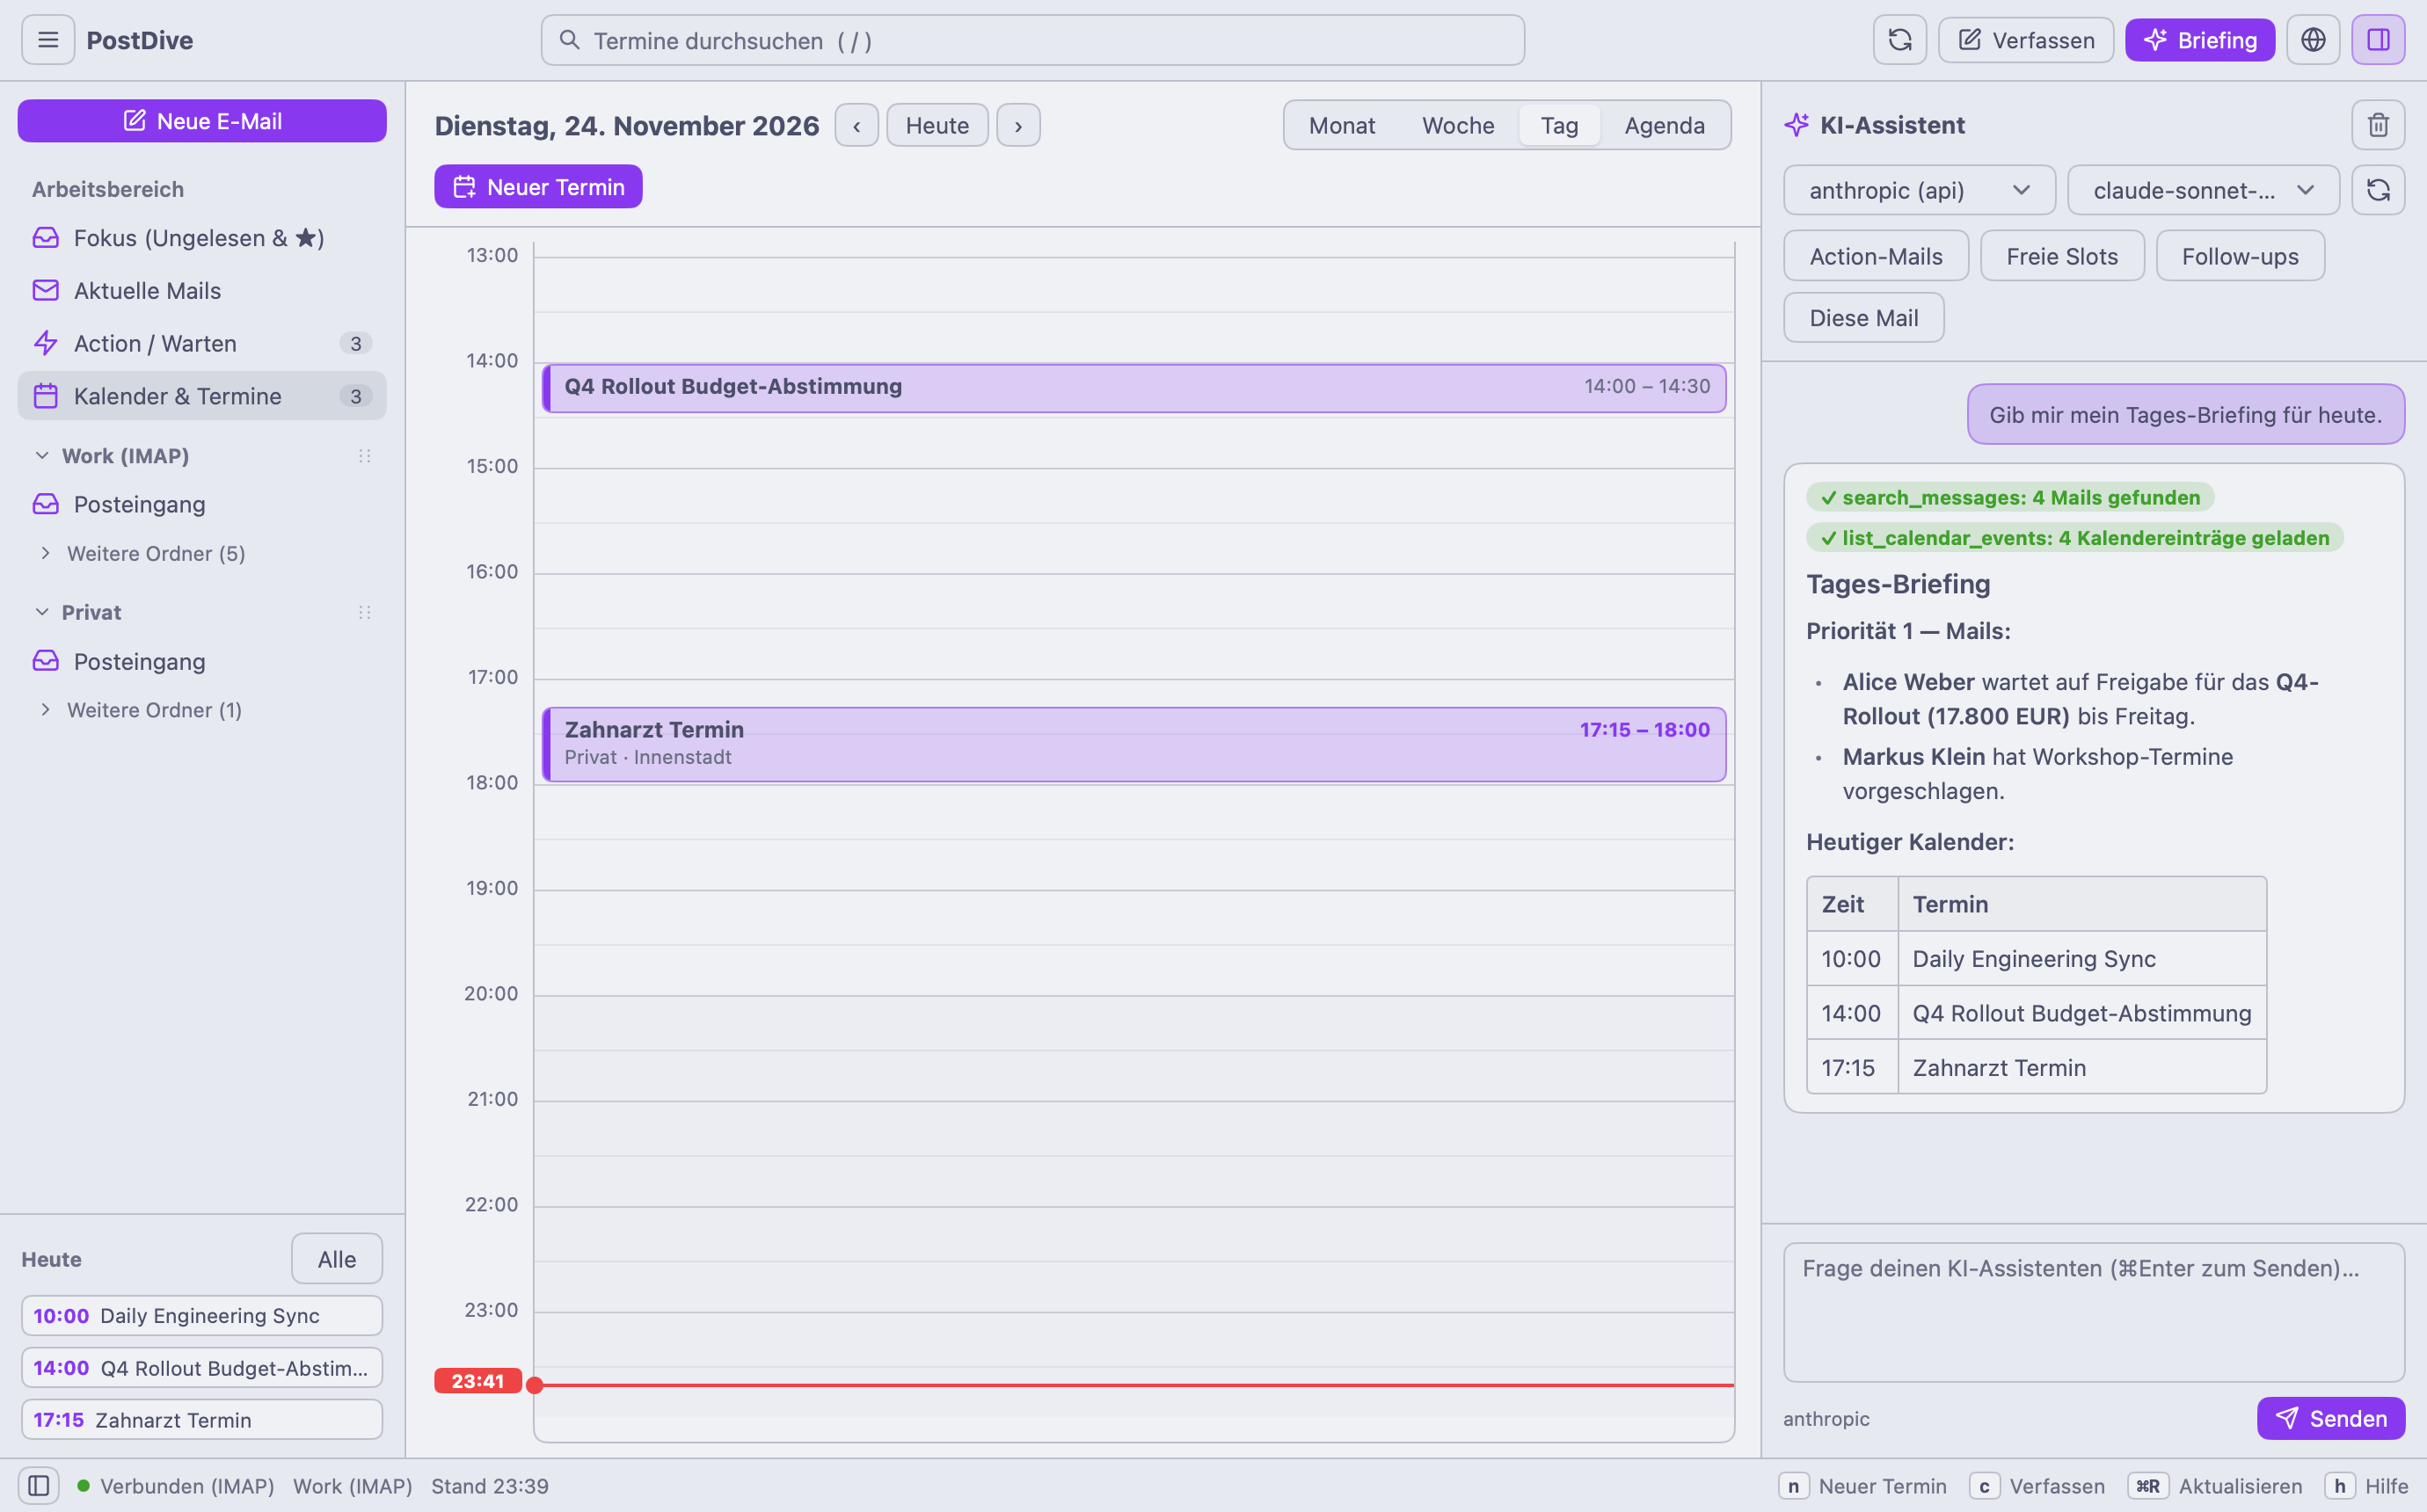 PostDive
Termine durchsuchen ( / )
Verfassen
Briefing
Neue E-Mail
Arbeitsbereich
Fokus (Ungelesen & ★)
Aktuelle Mails
Action / Warten 3
Kalender & Termine 3
Work (IMAP)
Posteingang
Weitere Ordner (5)
Privat
Posteingang
Weitere Ordner (1)
Heute Alle
10:00 Daily Engineering Sync
14:00 Q4 Rollout Budget-Abstim...
17:15 Zahnarzt Termin
Dienstag, 24. November 2026 ‹ Heute ›
Monat Woche Tag Agenda
Neuer Termin
13:00
14:00
Q4 Rollout Budget-Abstimmung 14:00 – 14:30
15:00
16:00
17:00
Zahnarzt Termin 17:15 – 18:00
Privat · Innenstadt
18:00
19:00
20:00
21:00
22:00
23:00
23:41
KI-Assistent
anthropic (api) claude-sonnet-...
Action-Mails Freie Slots Follow-ups
Diese Mail
Gib mir mein Tages-Briefing für heute.
✓ search_messages: 4 Mails gefunden
✓ list_calendar_events: 4 Kalendereinträge geladen
Tages-Briefing
Priorität 1 — Mails:
• Alice Weber wartet auf Freigabe für das Q4-
Rollout (17.800 EUR) bis Freitag.
• Markus Klein hat Workshop-Termine
vorgeschlagen.
Heutiger Kalender:
Zeit Termin
10:00 Daily Engineering Sync
14:00 Q4 Rollout Budget-Abstimmung
17:15 Zahnarzt Termin
Frage deinen KI-Assistenten (⌘Enter zum Senden)...
anthropic Senden
Verbunden (IMAP) Work (IMAP) Stand 23:39
n Neuer Termin c Verfassen ⌘R Aktualisieren h Hilfe